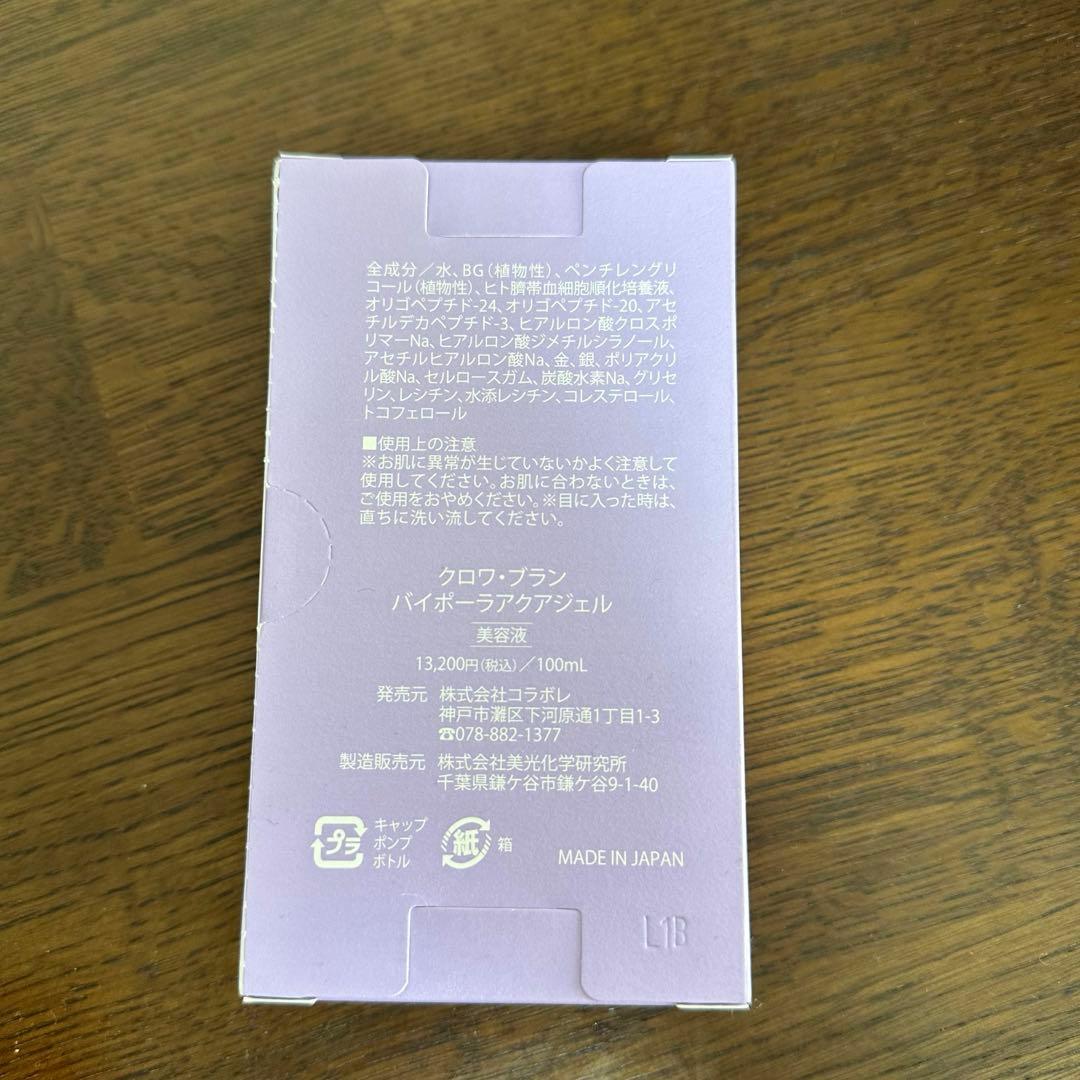 全成分／水、BG（植物性）、ペンチレングリ
コール（植物性）、ヒト臍帯血細胞順化培養液、
オリゴペプチド-24、オリゴペプチド-20、アセ
チルデカペプチド-3、ヒアルロン酸クロスポ
リマーNa、ヒアルロン酸ジメチルシラノール、
アセチルヒアルロン酸Na、金、銀、ポリアクリ
ル酸Na、セルロースガム、炭酸水素Na、グリセ
リン、レシチン、水添レシチン、コレステロール、
トコフェロール
■使用上の注意
※お肌に異常が生じていないかよく注意して
使用してください。お肌に合わないときは、
ご使用をおやめください。※目に入った時は、
直ちに洗い流してください。
クロワ・ブラン
バイポーラアクアジェル
美容液
13,200円（税込）／100mL
発売元 株式会社コラボレ
神戸市灘区下河原通1丁目1-3
☎078-882-1377
製造販売元 株式会社美光化学研究所
千葉県鎌ケ谷市鎌ケ谷9-1-40
プラ キャップ
ポンプ
ボトル
紙 箱
MADE IN JAPAN
L1B